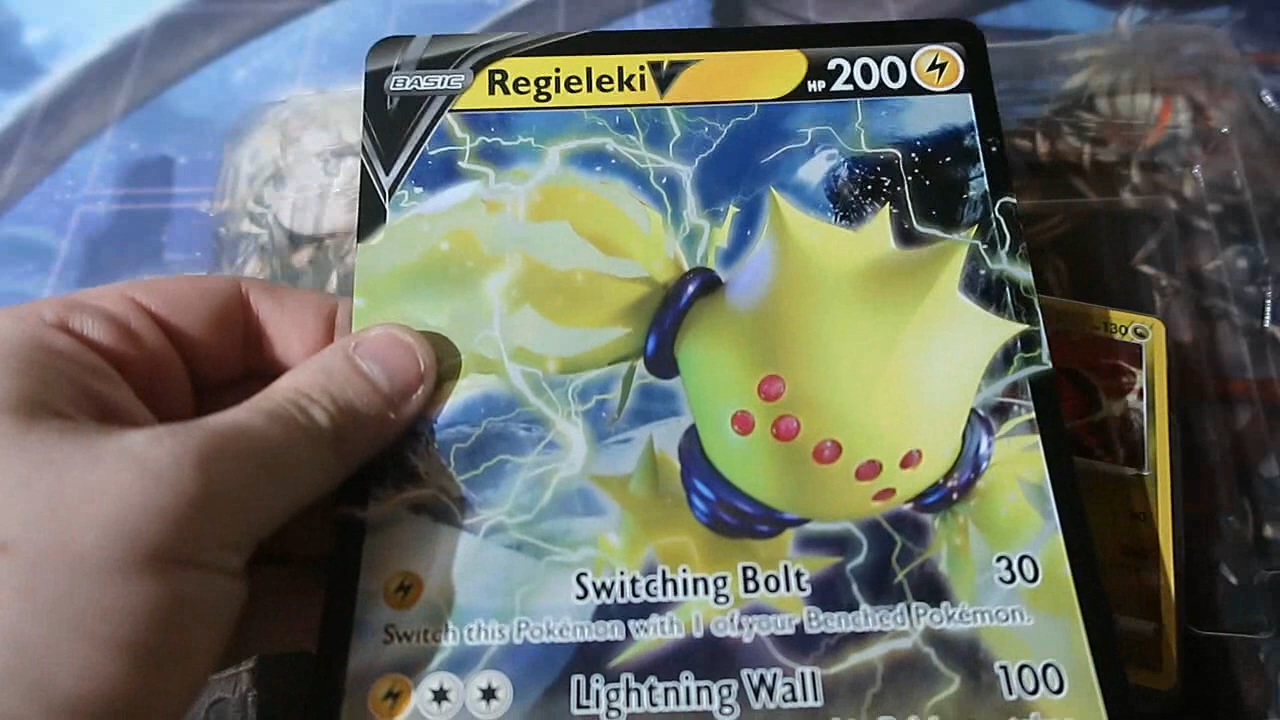 BASIC Regieleki V HP 200
Switching Bolt 30
Switch this Pokémon with 1 of your Benched Pokémon.
Lightning Wall 100
130